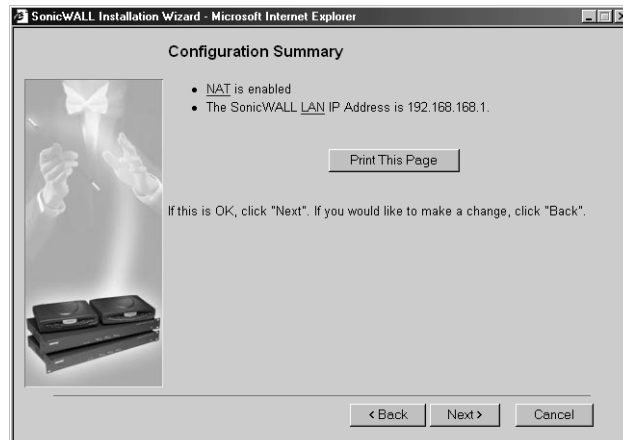 SonicWALL Installation Wizard - Microsoft Internet Explorer
Configuration Summary
• NAT is enabled
• The SonicWALL LAN IP Address is 192.168.168.1.
Print This Page
If this is OK, click "Next". If you would like to make a change, click "Back".
< Back
Next >
Cancel